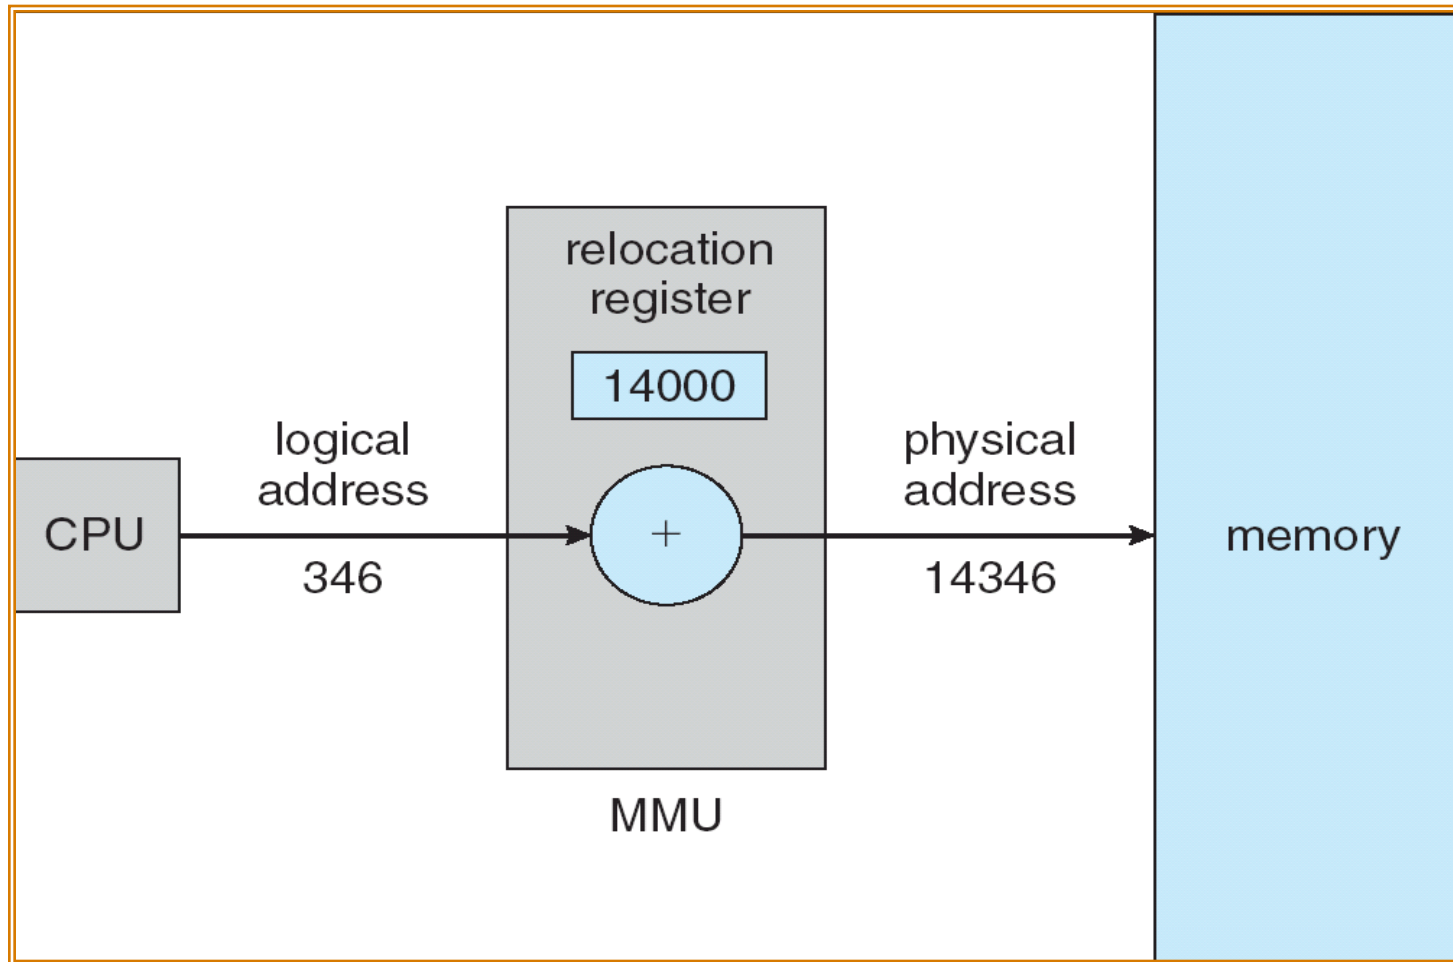 relocation
register
14000
logical
address
physical
address
CPU
+
memory
346
14346
MMU